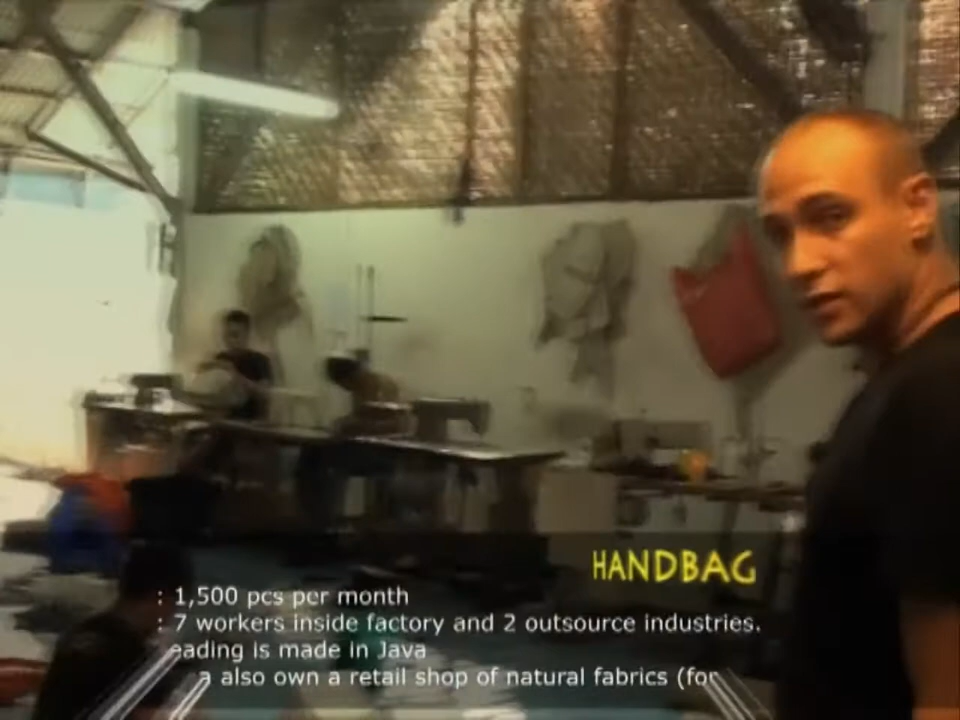 HANDBAG
: 1,500 pcs per month
: 7 workers inside factory and 2 outsource industries.
eading is made in Java
a also own a retail shop of natural fabrics (for